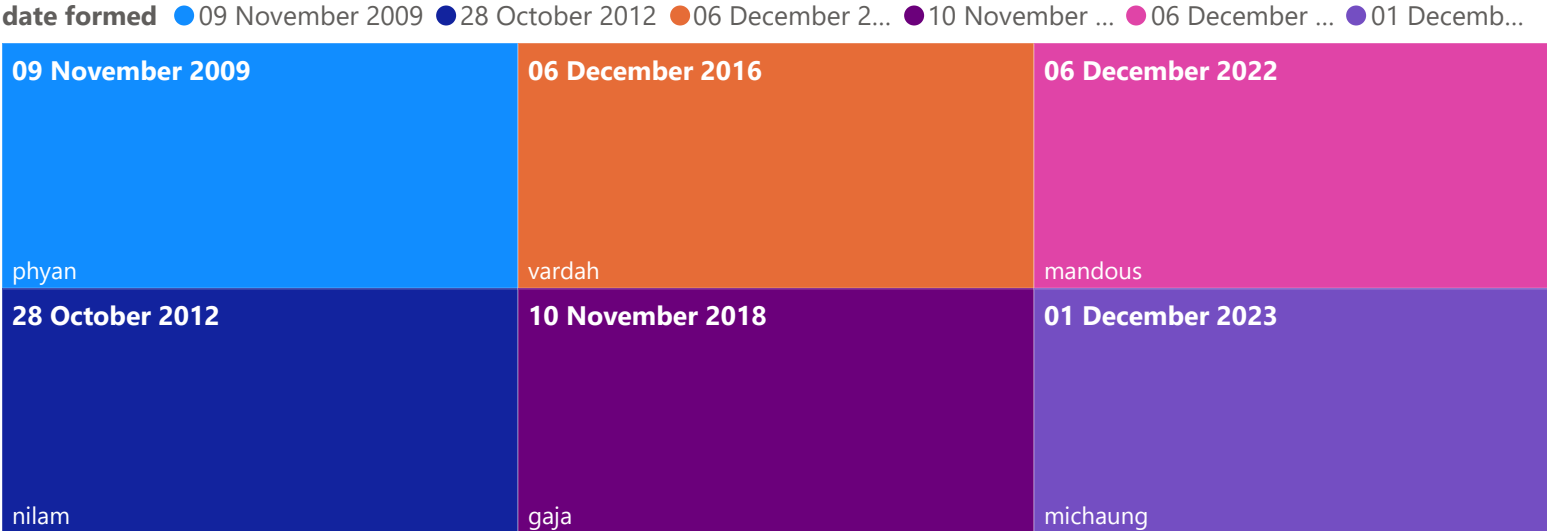 date formed 09 November 2009 28 October 2012 06 December 2... 10 November ... 06 December ... 01 Decemb...
09 November 2009
phyan
06 December 2016
vardah
06 December 2022
mandous
28 October 2012
nilam
10 November 2018
gaja
01 December 2023
michaung